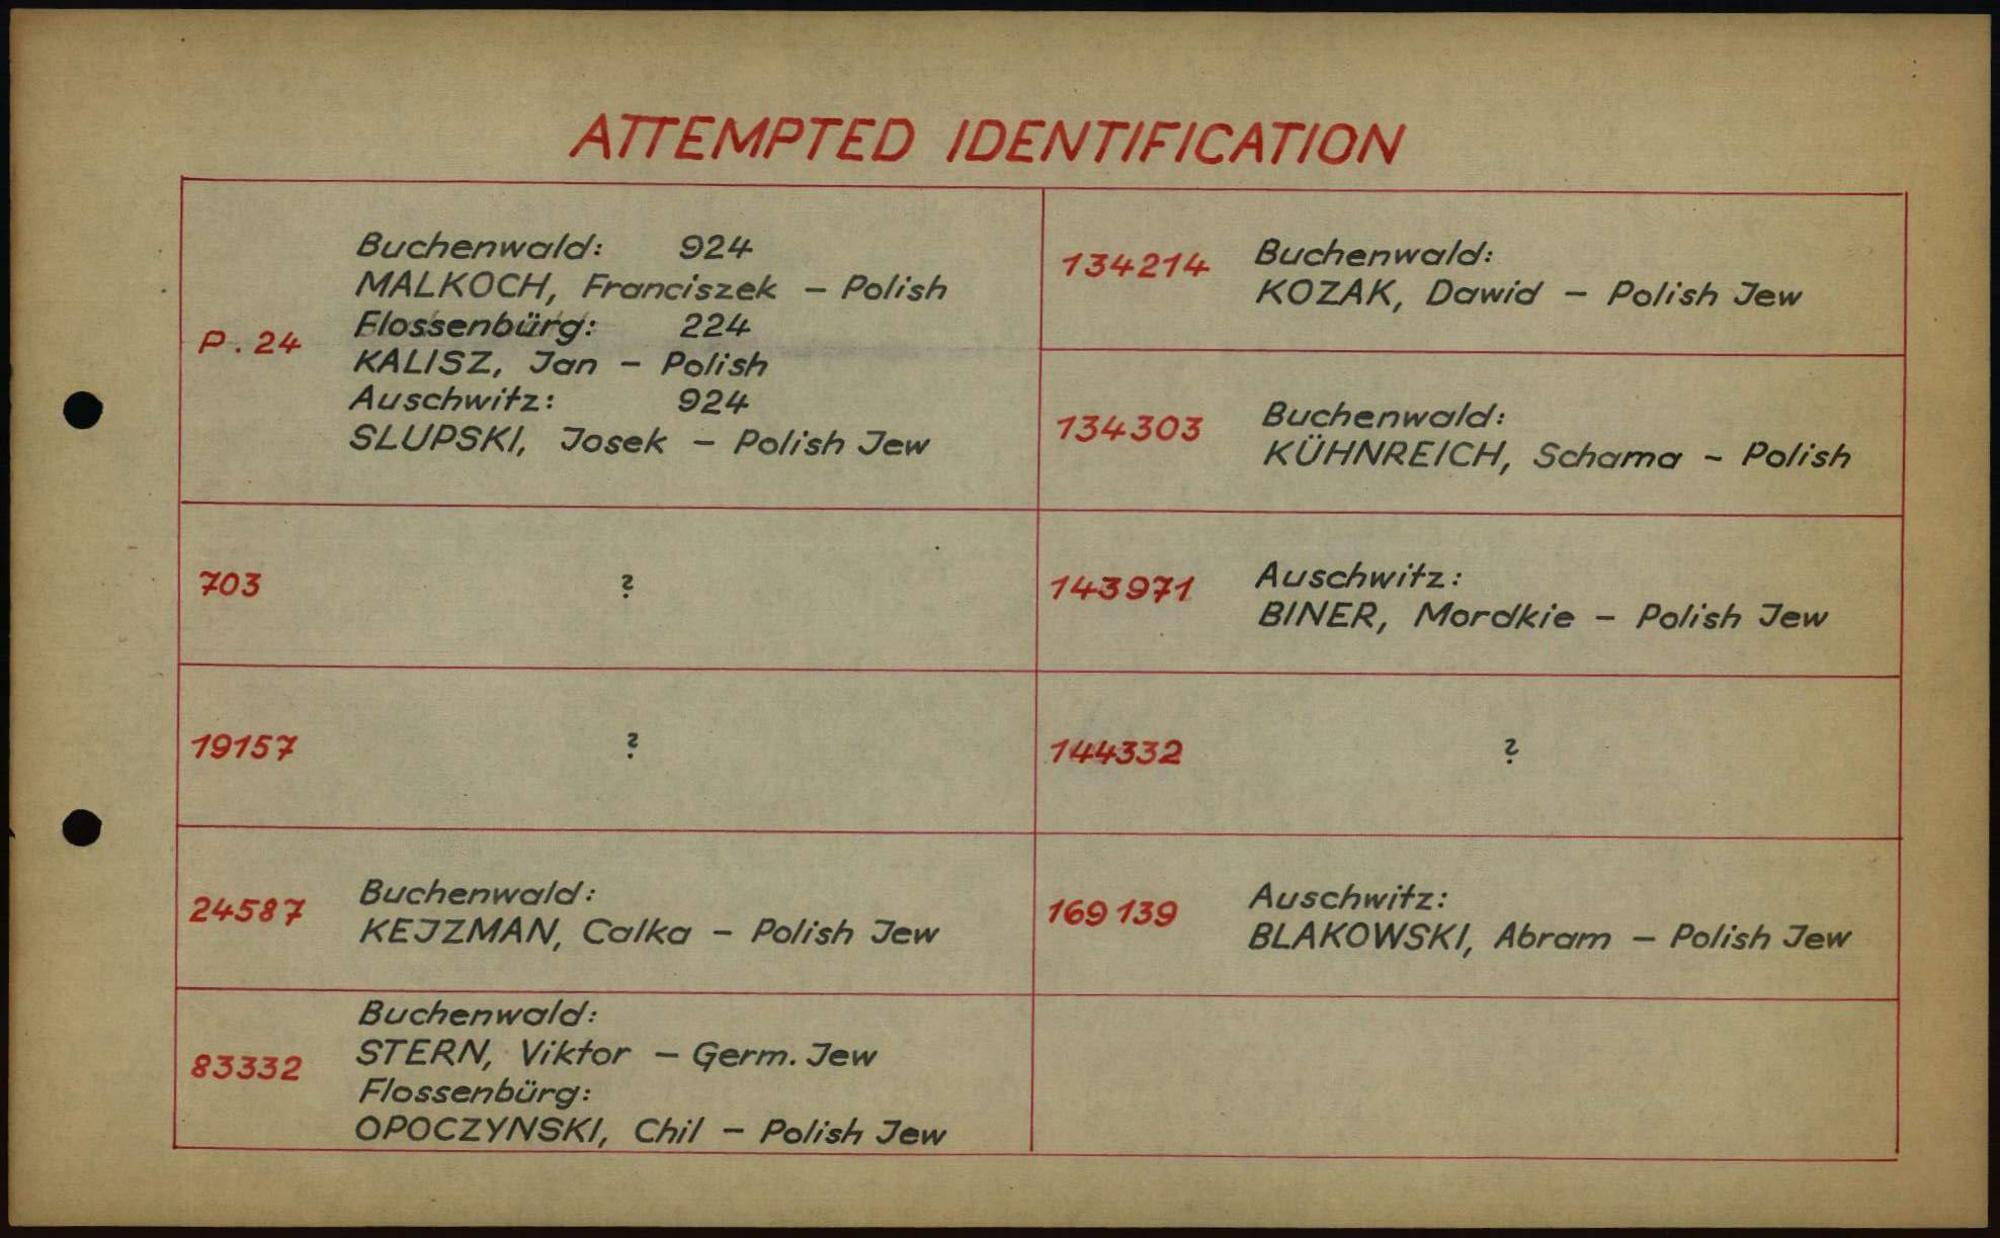 ATTEMPTED IDENTIFICATION
P. 24
Buchenwald: 924
MALKOCH, Franciszek – Polish
Flossenbürg: 224
KALISZ, Jan – Polish
Auschwitz: 924
SLUPSKI, Josek – Polish Jew
703 ?
19157 ?
24587
Buchenwald:
KEJZMAN, Calka – Polish Jew
83332
Buchenwald:
STERN, Viktor – Germ. Jew
Flossenbürg:
OPOCZYNSKI, Chil – Polish Jew
134214
Buchenwald:
KOZAK, Dawid – Polish Jew
134303
Buchenwald:
KÜHNREICH, Schama – Polish
143971
Auschwitz:
BINER, Mordkie – Polish Jew
144332 ?
169139
Auschwitz:
BLAKOWSKI, Abram – Polish Jew